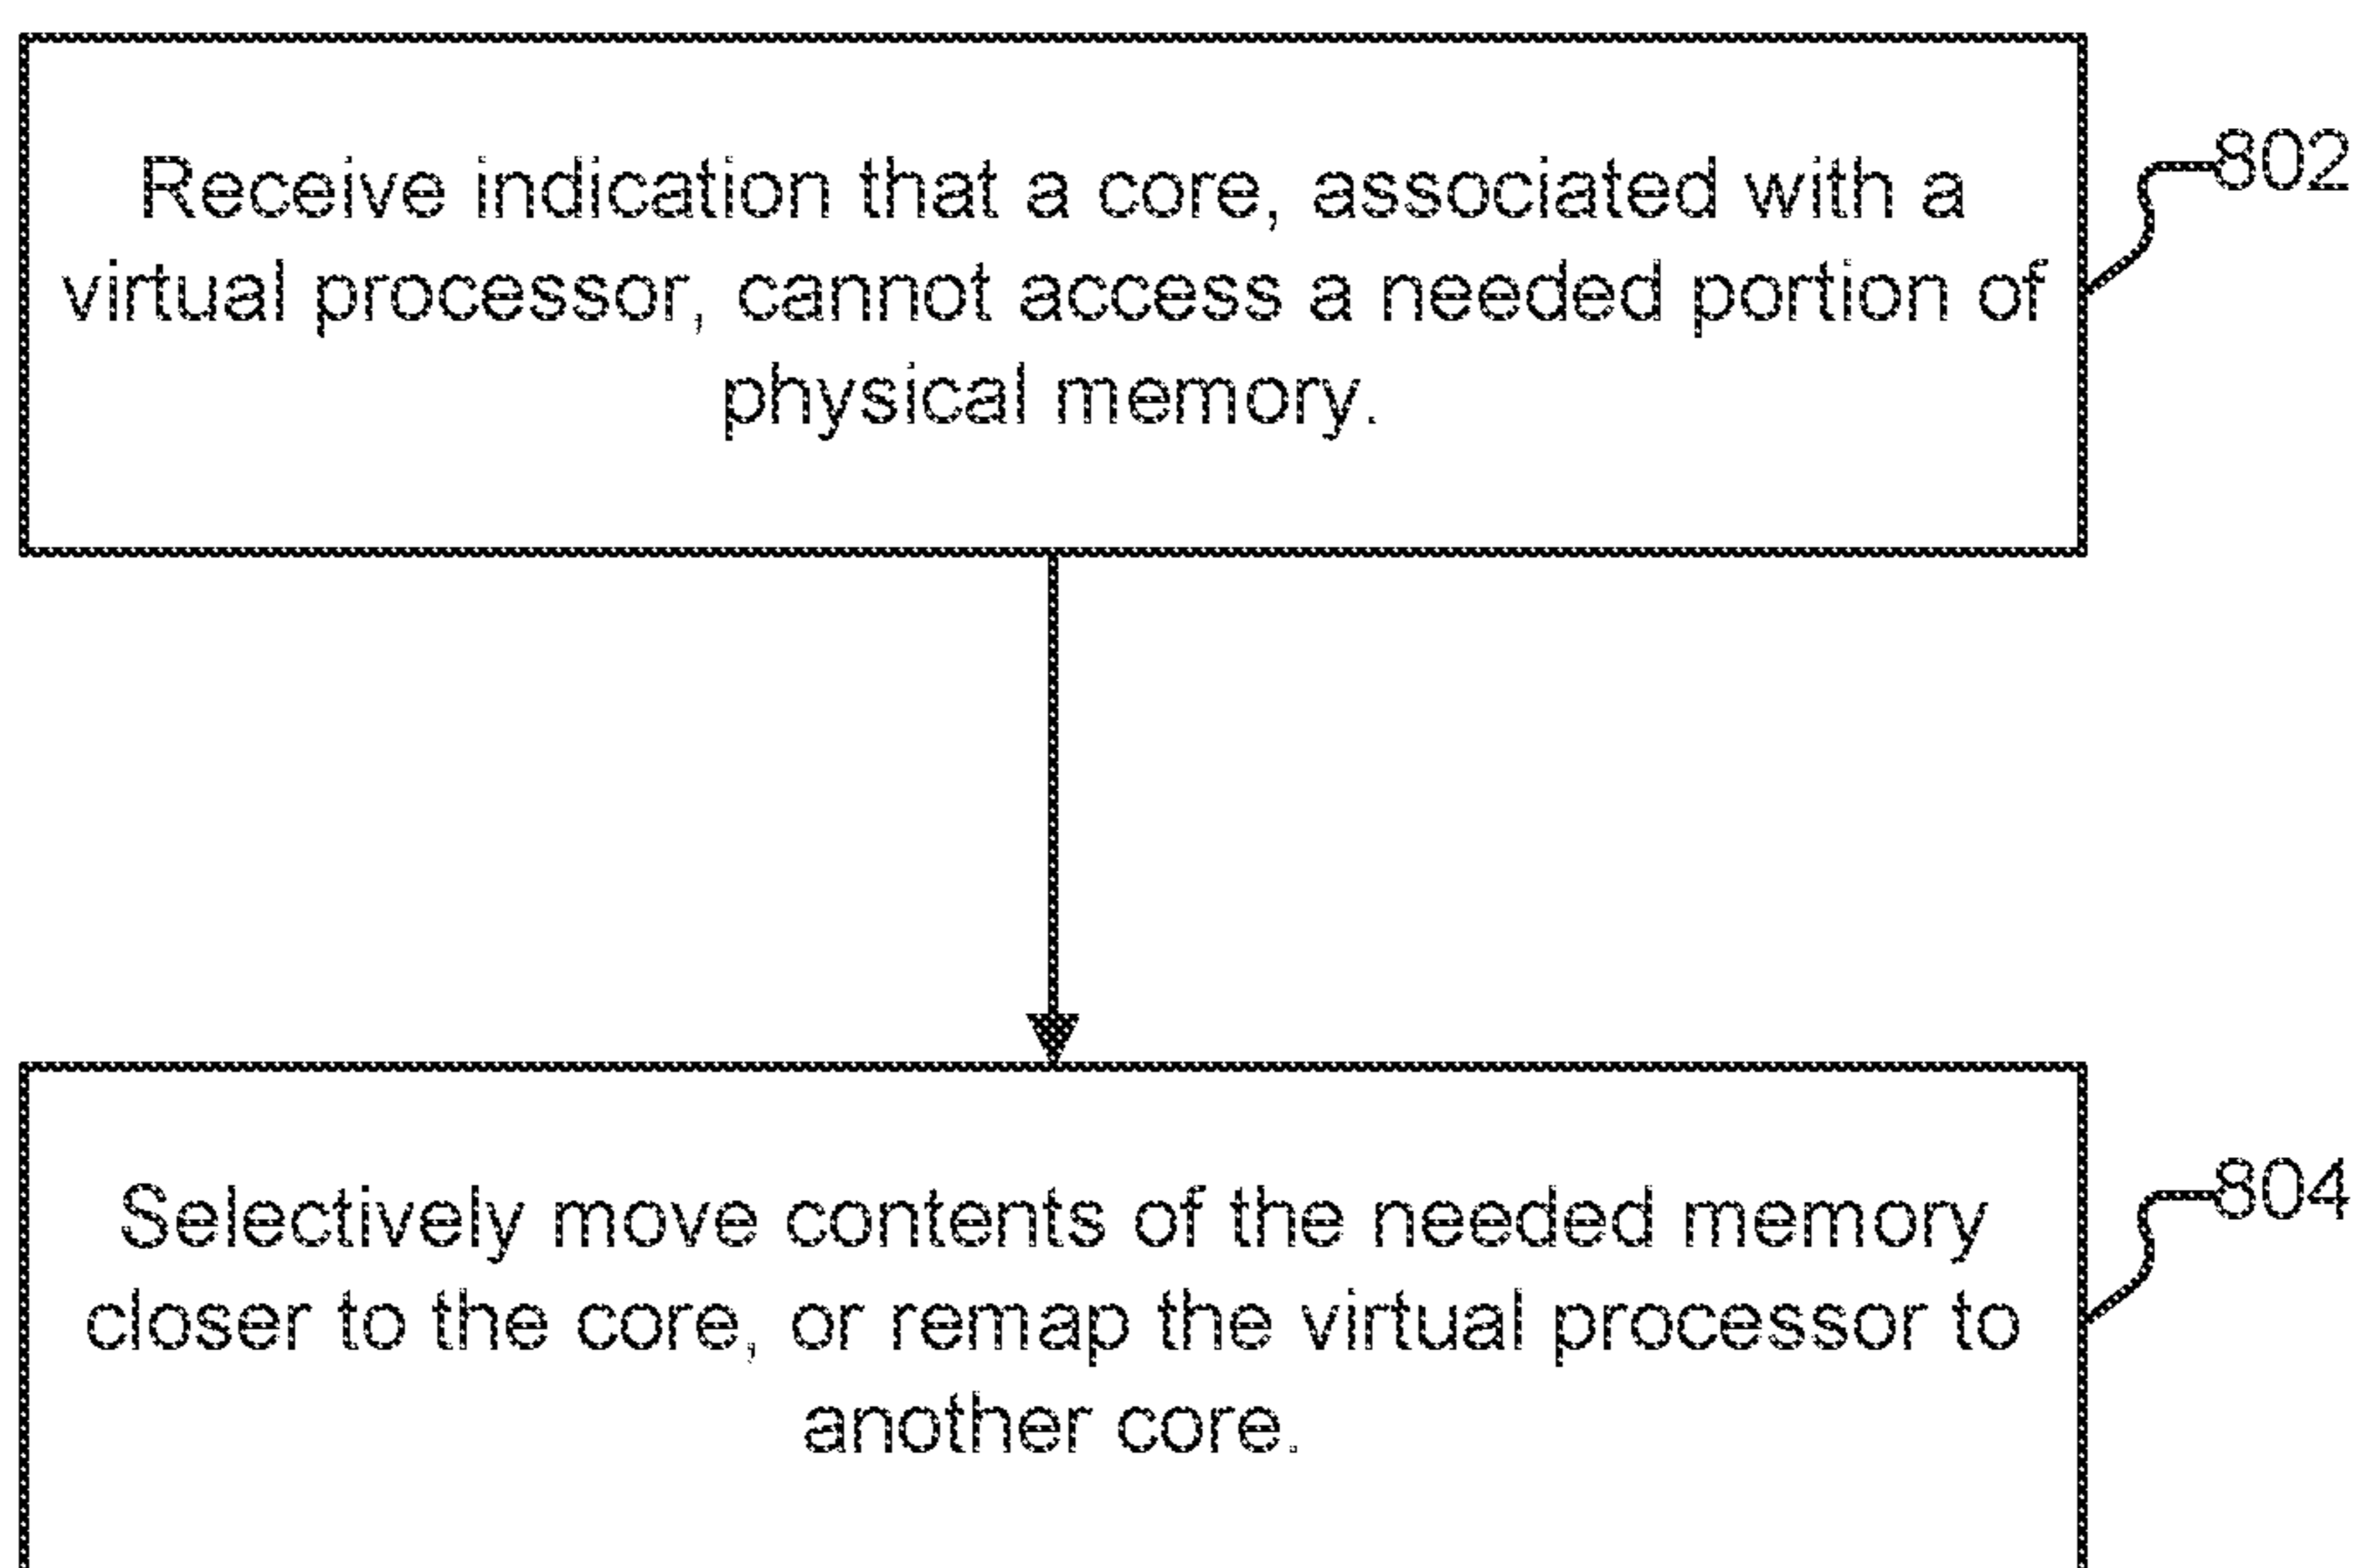 Receive indication that a core, associated with a
virtual processor, cannot access a needed portion of
physical memory.
802
Selectively move contents of the needed memory
closer to the core, or remap the virtual processor to
another core.
804